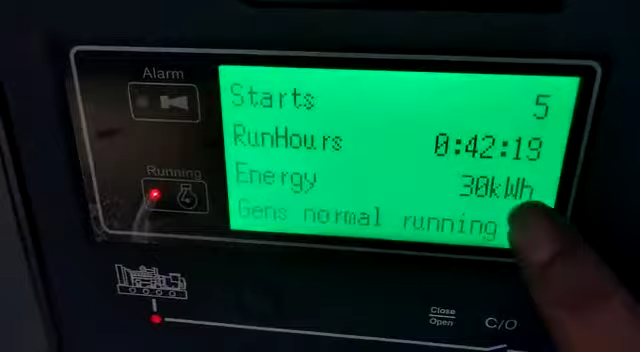 Alarm
Starts 5
RunHours 0:42:19
Running
Energy 30kWh
Gens normal running
Close
Open
C/O